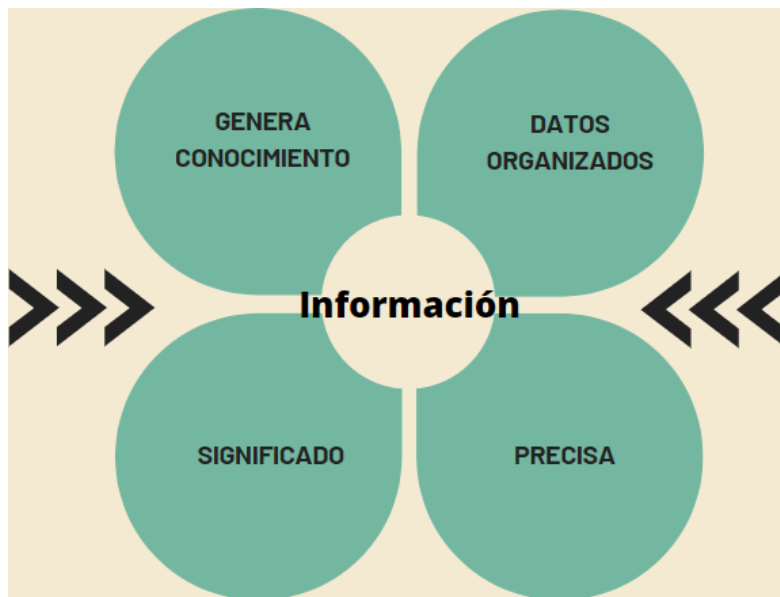 GENERA
CONOCIMIENTO
DATOS
ORGANIZADOS
Información
SIGNIFICADO
PRECISA